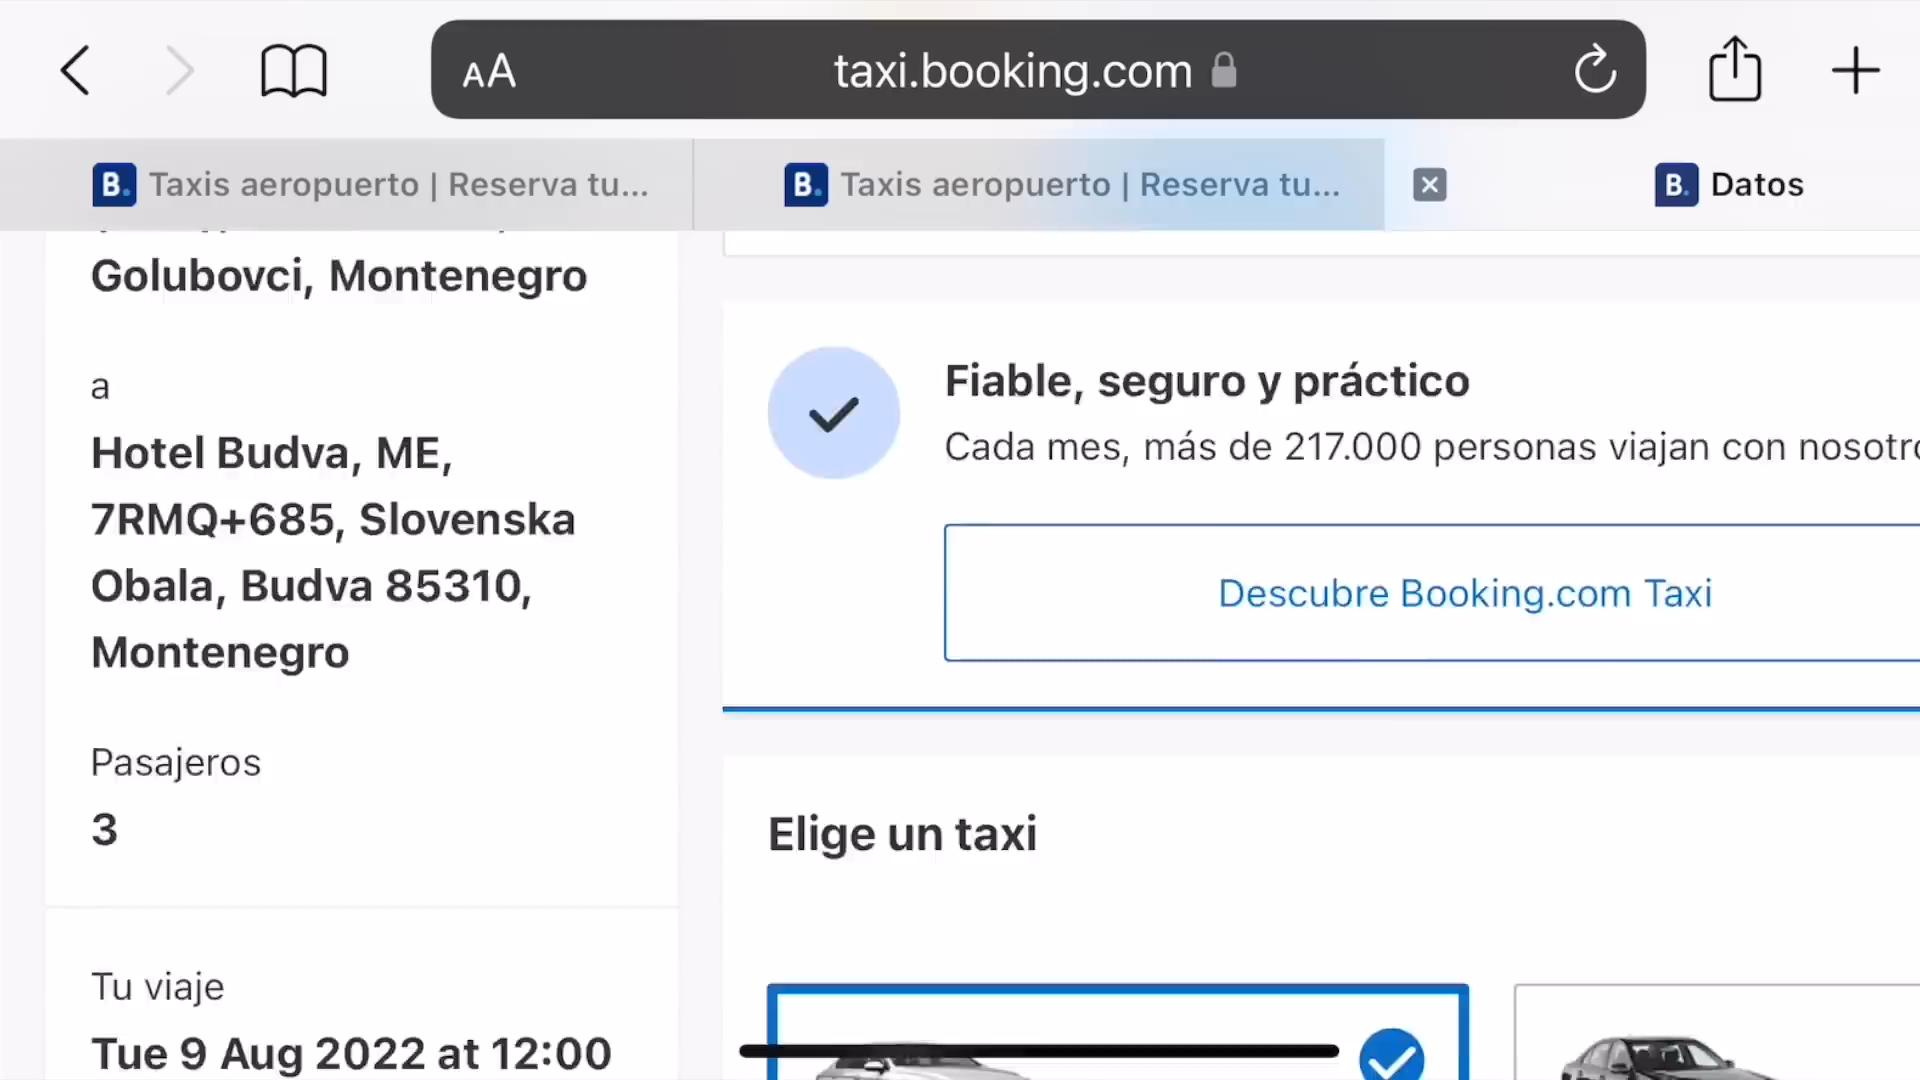 AA
taxi.booking.com
B. Taxis aeropuerto | Reserva tu...
B. Taxis aeropuerto | Reserva tu...
B. Datos
Golubovci, Montenegro
a
Hotel Budva, ME,
7RMQ+685, Slovenska
Obala, Budva 85310,
Montenegro
Pasajeros
3
Tu viaje
Tue 9 Aug 2022 at 12:00
Fiable, seguro y práctico
Cada mes, más de 217.000 personas viajan con
Descubre Booking.com Taxi
Elige un taxi